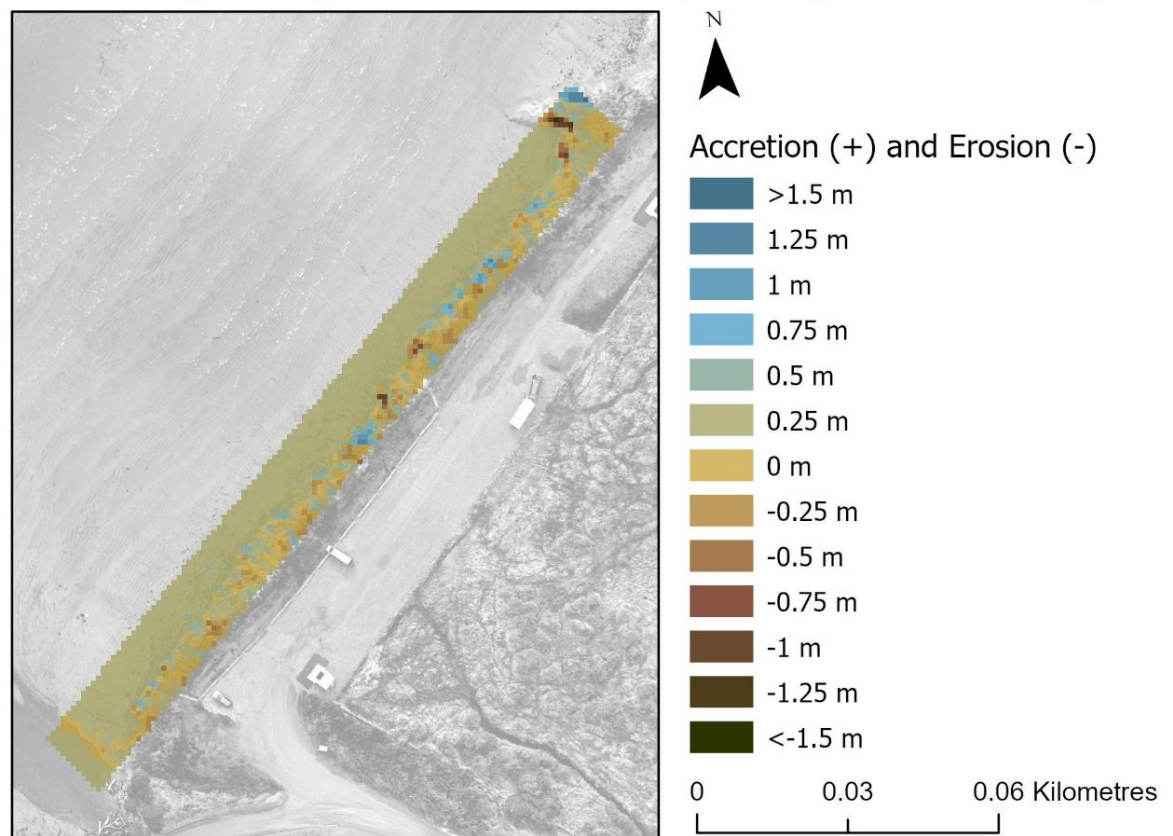 N
Accretion (+) and Erosion (-)
>1.5 m
1.25 m
1 m
0.75 m
0.5 m
0.25 m
0 m
-0.25 m
-0.5 m
-0.75 m
-1 m
-1.25 m
<-1.5 m
0 0.03 0.06 Kilometres